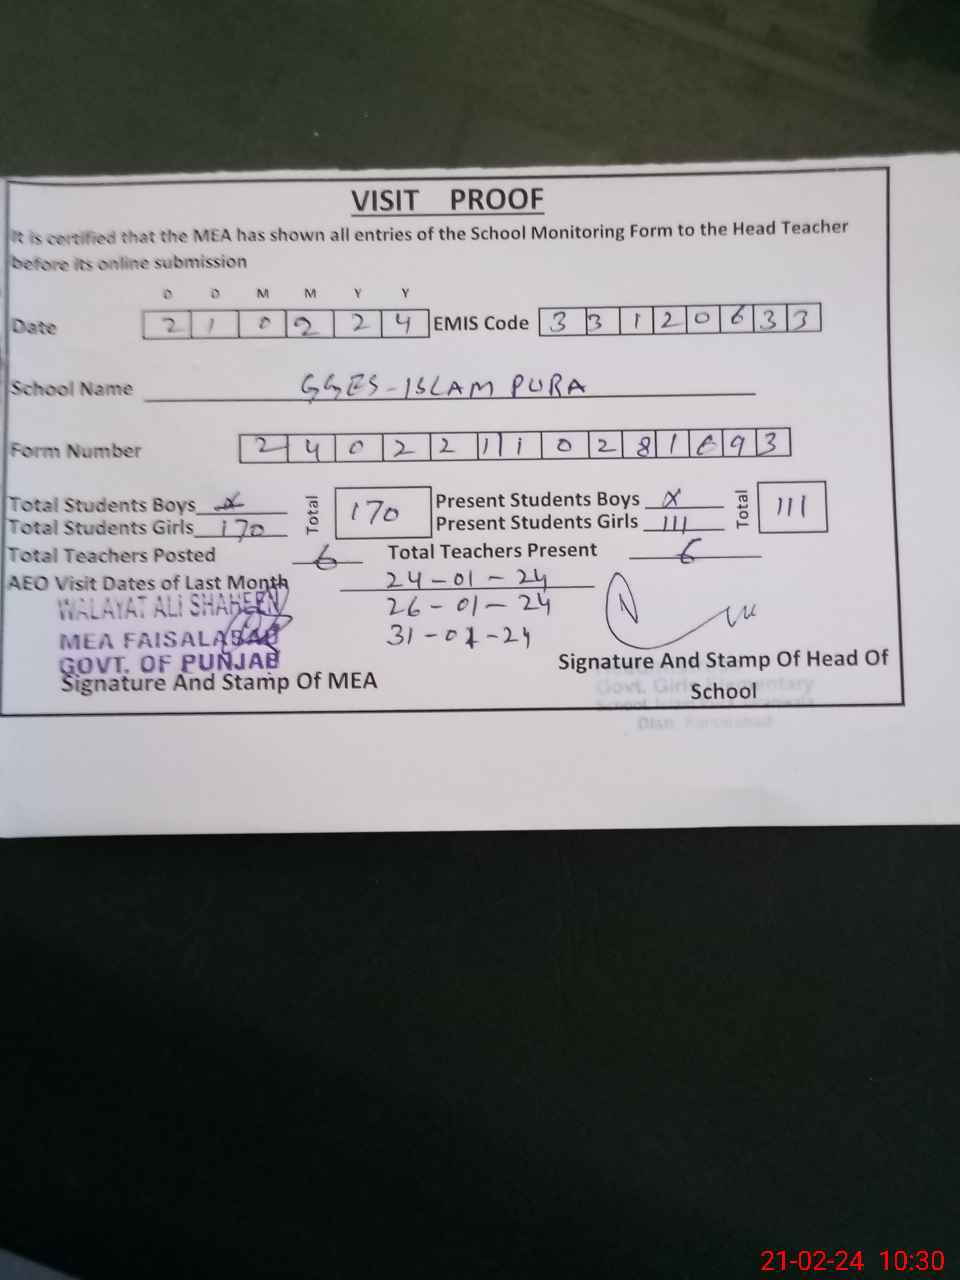 VISIT PROOF
It is certified that the MEA has shown all entries of the School Monitoring Form to the Head Teacher
before its online submission
D D M M Y Y
Date 2 1 0 2 2 4 EMIS Code 3 3 1 2 0 6 3 3
School Name GGES-ISLAM PURA
Form Number 2 4 0 2 2 1 1 0 2 8 1 6 9 3
Total Students Boys x Total 170 Present Students Boys x Total 111
Total Students Girls 170 Present Students Girls 111
Total Teachers Posted 6 Total Teachers Present 6
AEO Visit Dates of Last Month 24-01-24
26-01-24
31-01-24
WALAYAT ALI SHAHEEN
MEA FAISALABAD
GOVT. OF PUNJAB
Signature And Stamp Of MEA
Signature And Stamp Of Head Of
School
Govt. Girls Elementary
21-02-24 10:30